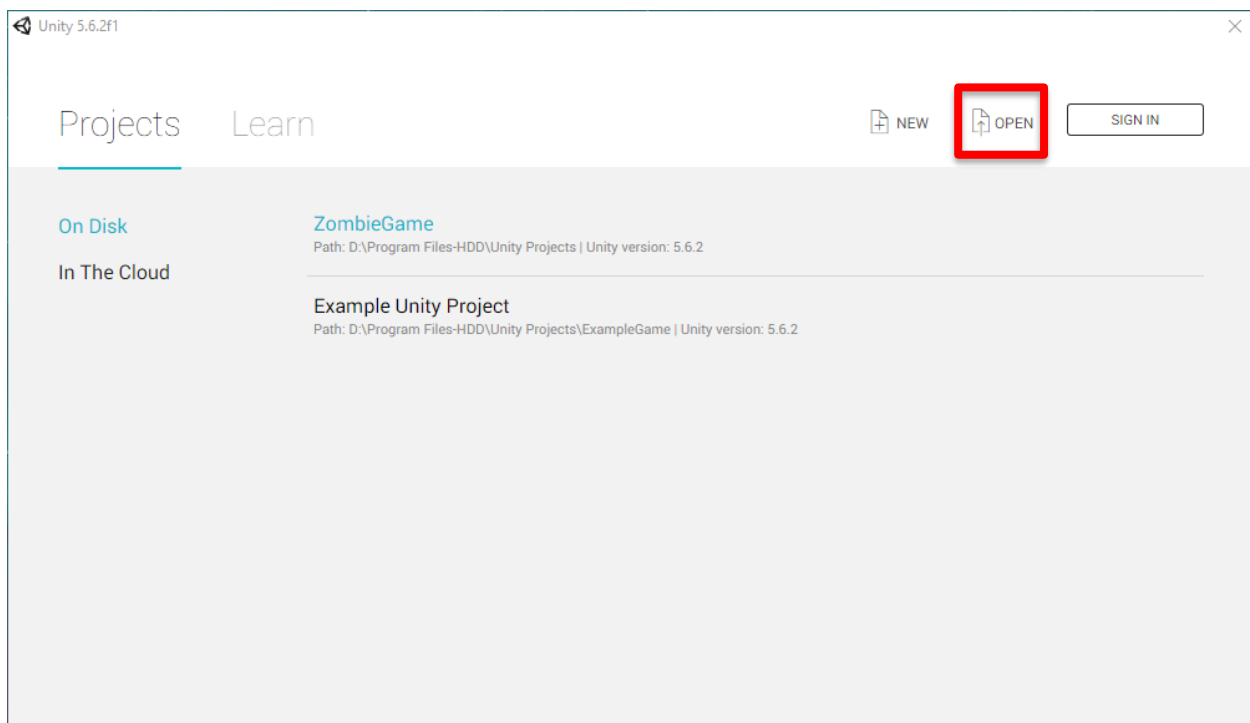 Unity 5.6.2f1
Projects Learn NEW OPEN SIGN IN
On Disk
In The Cloud
ZombieGame
Path: D:\Program Files-HDD\Unity Projects | Unity version: 5.6.2
Example Unity Project
Path: D:\Program Files-HDD\Unity Projects\ExampleGame | Unity version: 5.6.2